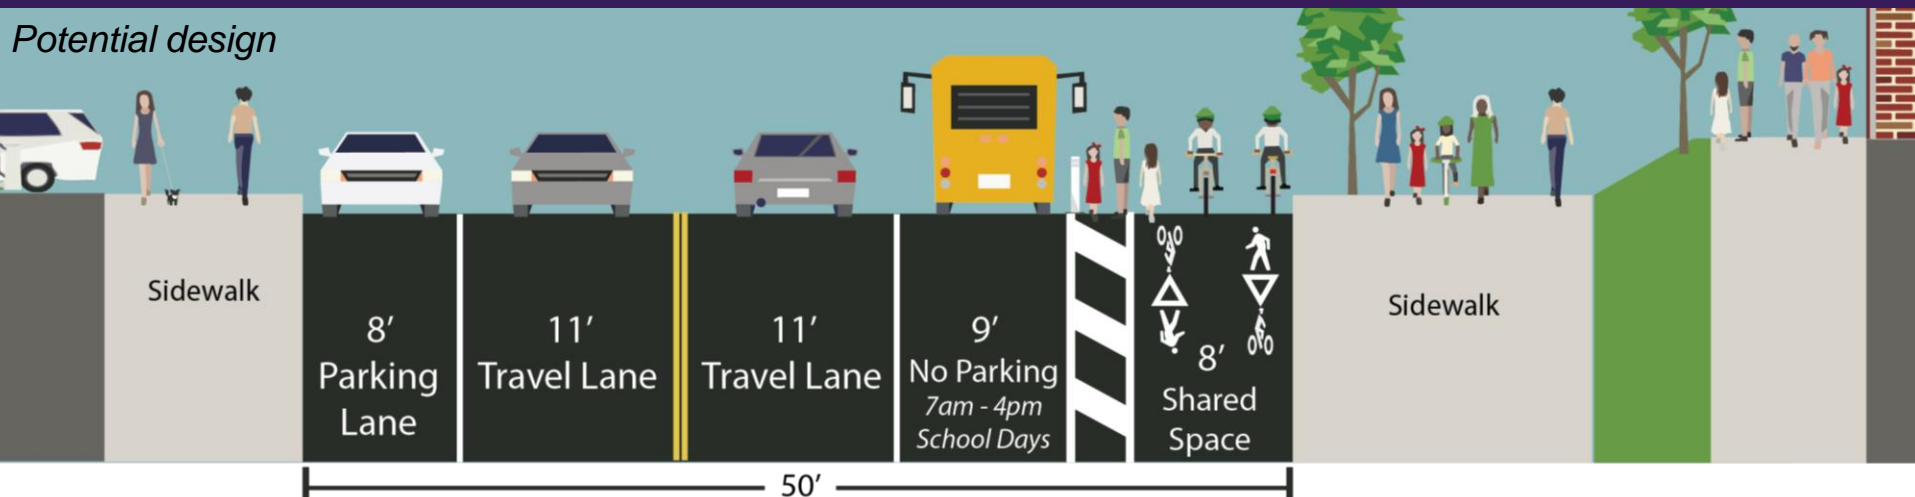 Potential design
Sidewalk
8′
Parking
Lane
11′
Travel Lane
11′
Travel Lane
9′
No Parking
7am - 4pm
School Days
8′
Shared
Space
Sidewalk
50′